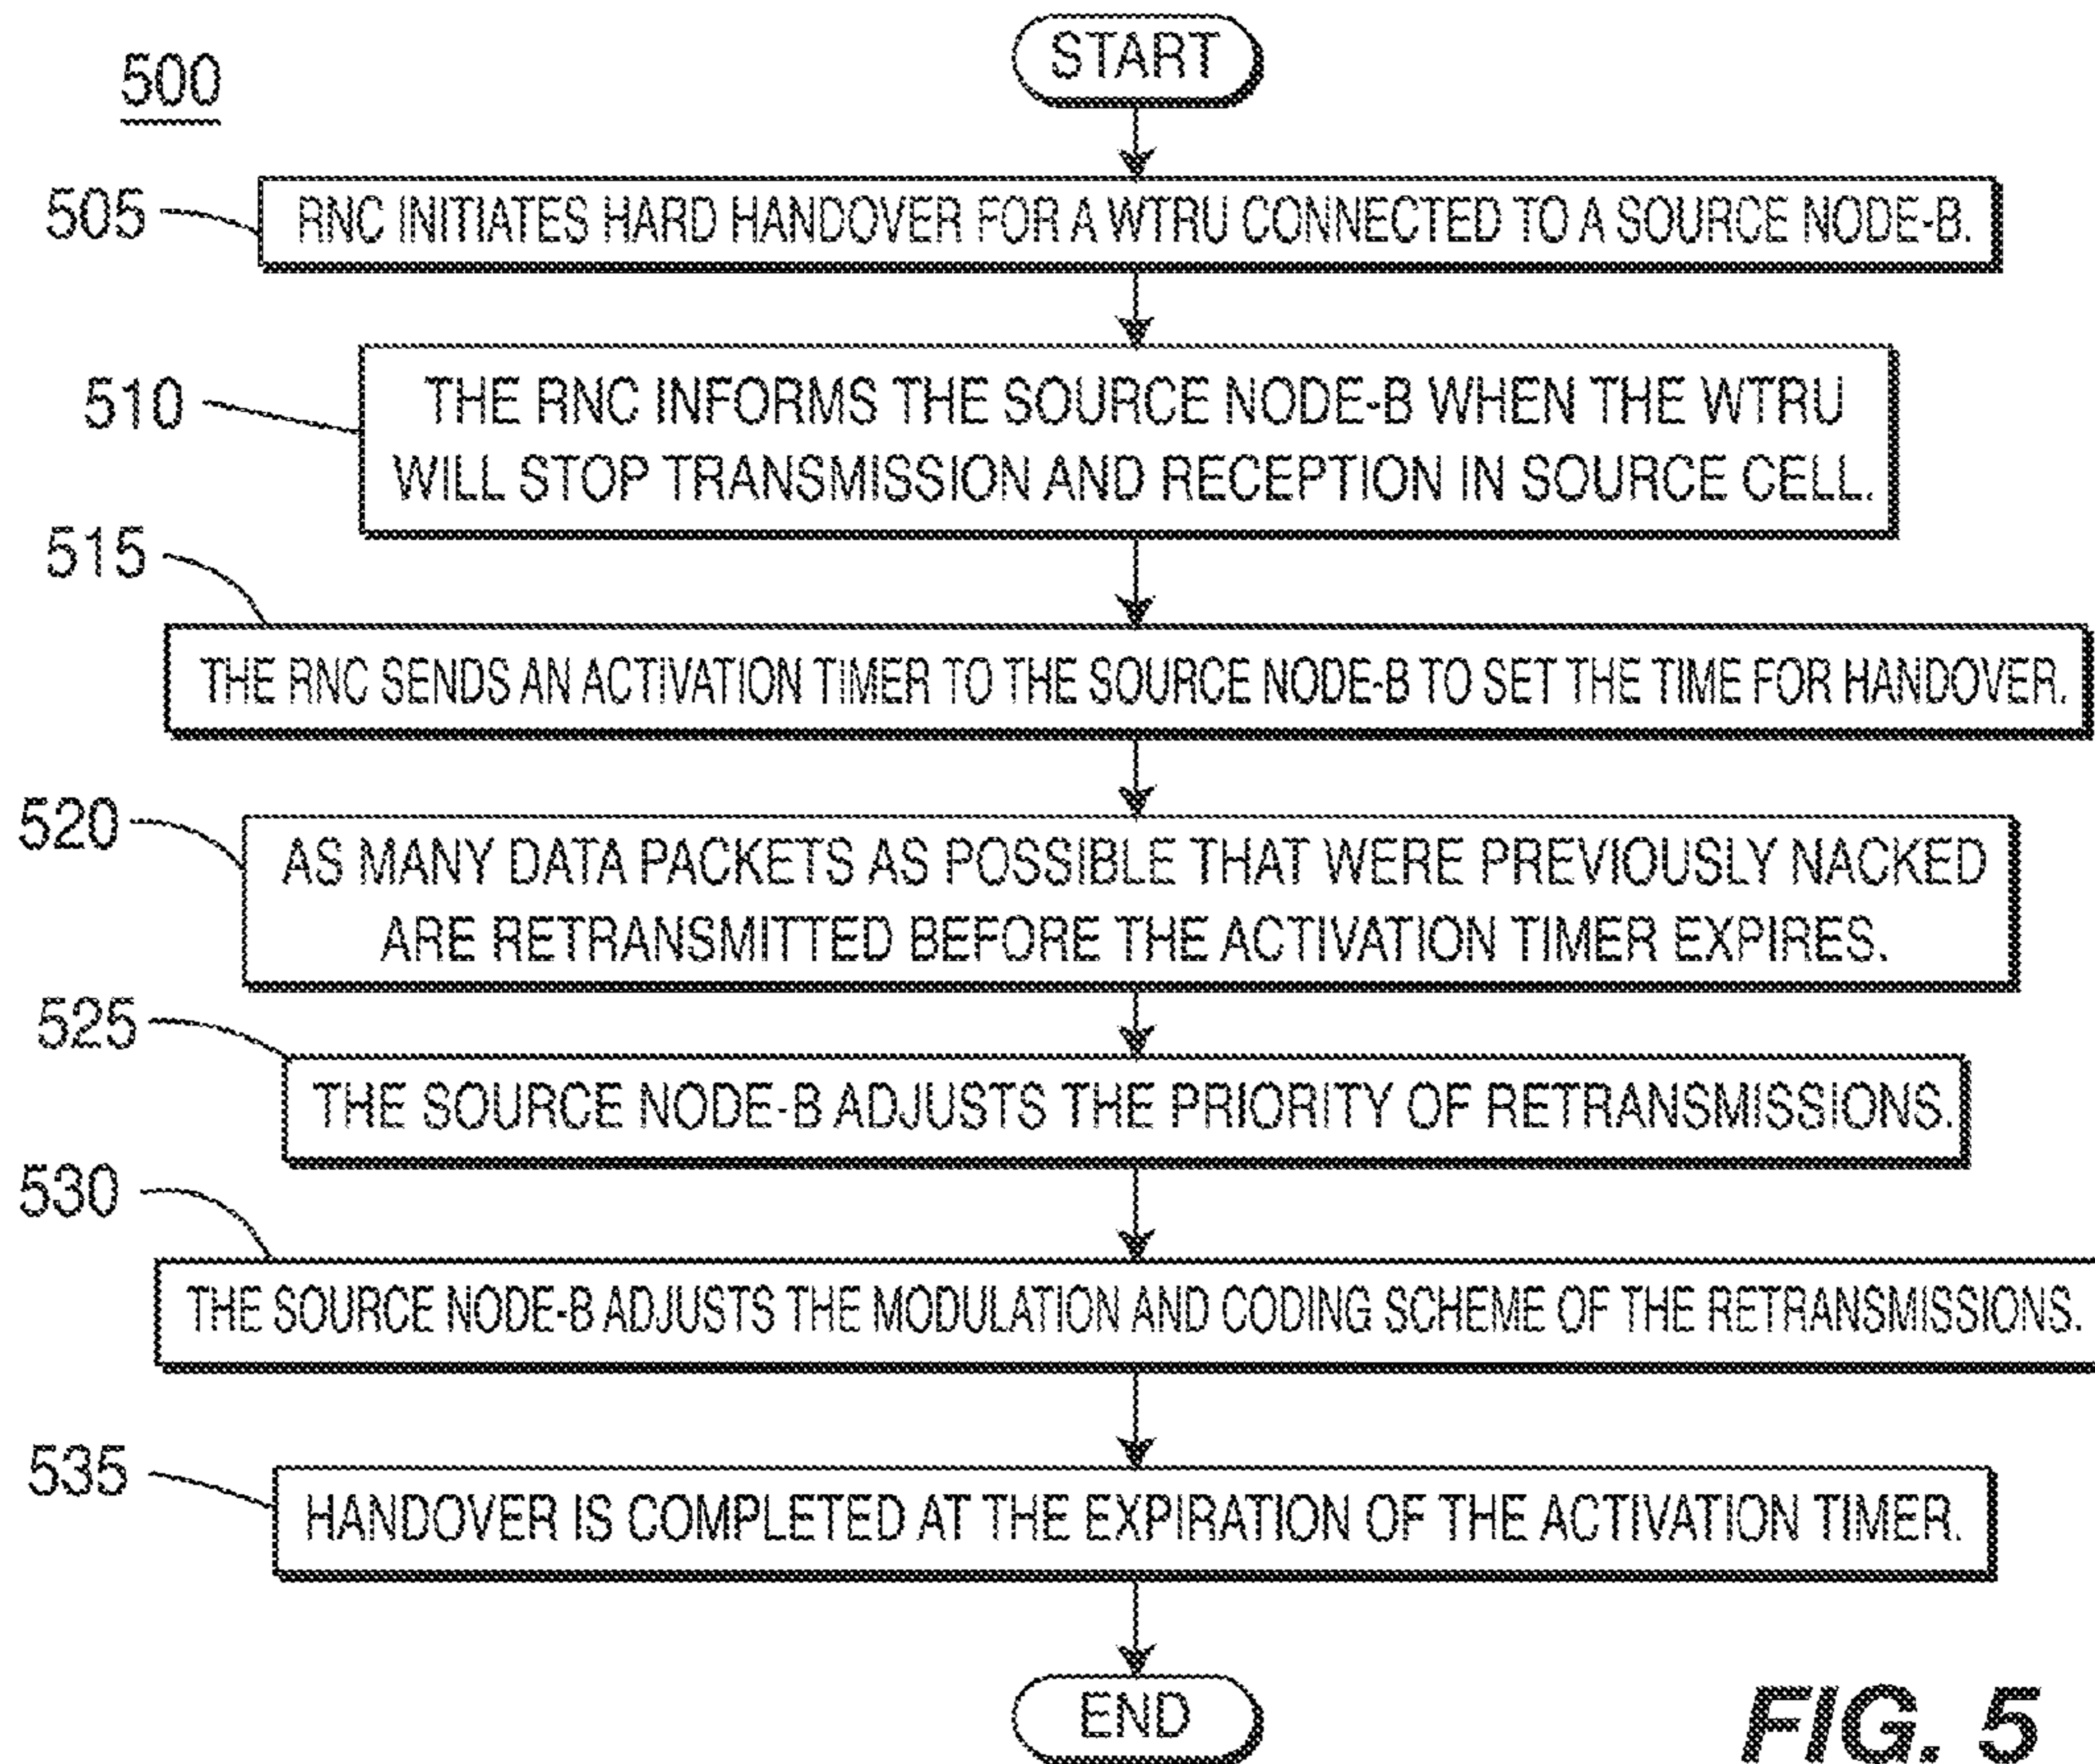 START
500
505
RNC INITIATES HARD HANDOVER FOR A WTRU CONNECTED TO A SOURCE NODE-B.
510
THE RNC INFORMS THE SOURCE NODE-B WHEN THE WTRU
WILL STOP TRANSMISSION AND RECEPTION IN SOURCE CELL.
515
THE RNC SENDS AN ACTIVATION TIMER TO THE SOURCE NODE-B TO SET THE TIME FOR HANDOVER.
520
AS MANY DATA PACKETS AS POSSIBLE THAT WERE PREVIOUSLY NACKED
ARE RETRANSMITTED BEFORE THE ACTIVATION TIMER EXPIRES.
525
THE SOURCE NODE-B ADJUSTS THE PRIORITY OF RETRANSMISSIONS.
530
THE SOURCE NODE-B ADJUSTS THE MODULATION AND CODING SCHEME OF THE RETRANSMISSIONS.
535
HANDOVER IS COMPLETED AT THE EXPIRATION OF THE ACTIVATION TIMER.
END
FIG. 5